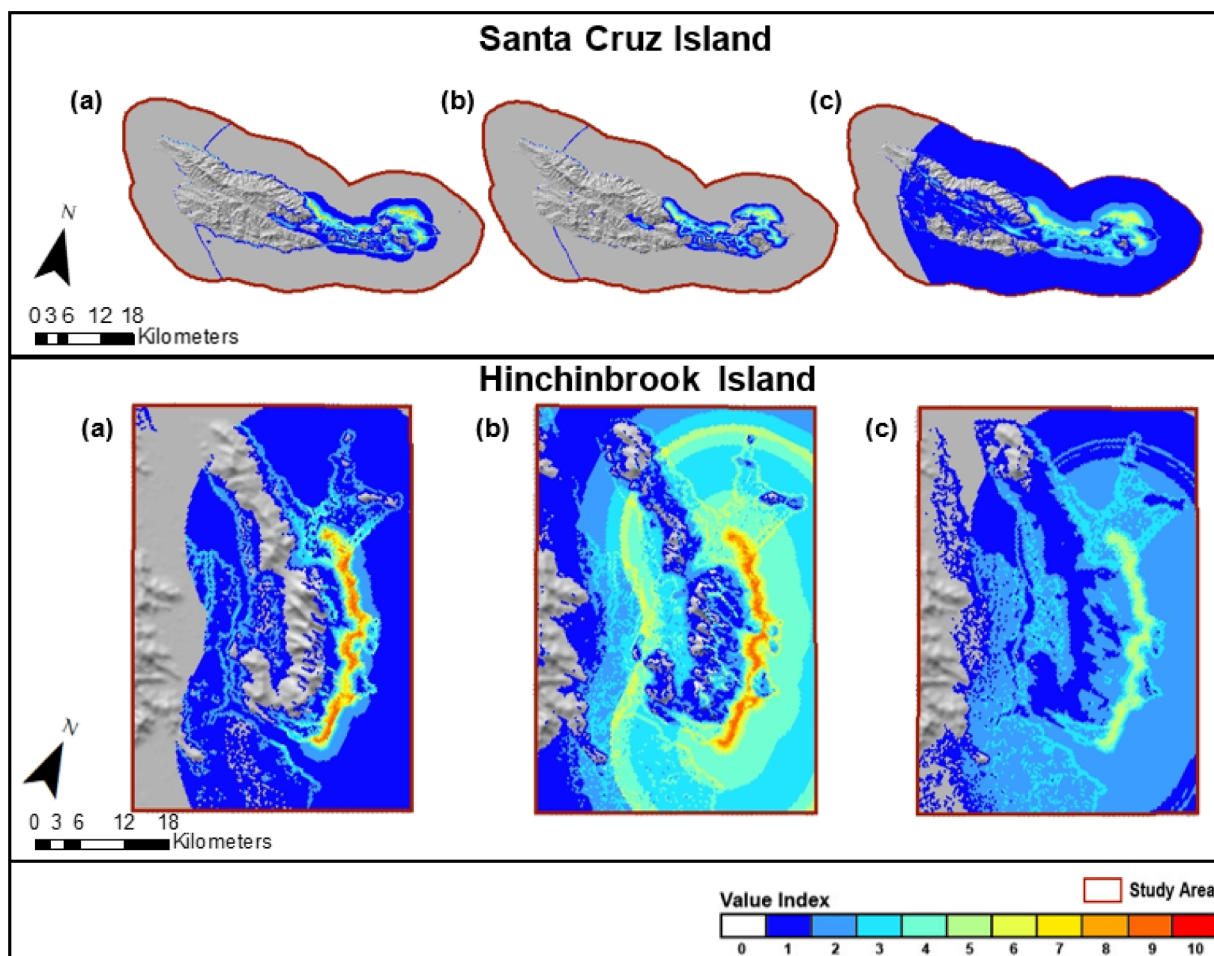 Santa Cruz Island
(a) (b) (c)
N
0 3 6 12 18
Kilometers
Hinchinbrook Island
(a) (b) (c)
N
0 3 6 12 18
Kilometers
Value Index Study Area
0 1 2 3 4 5 6 7 8 9 10